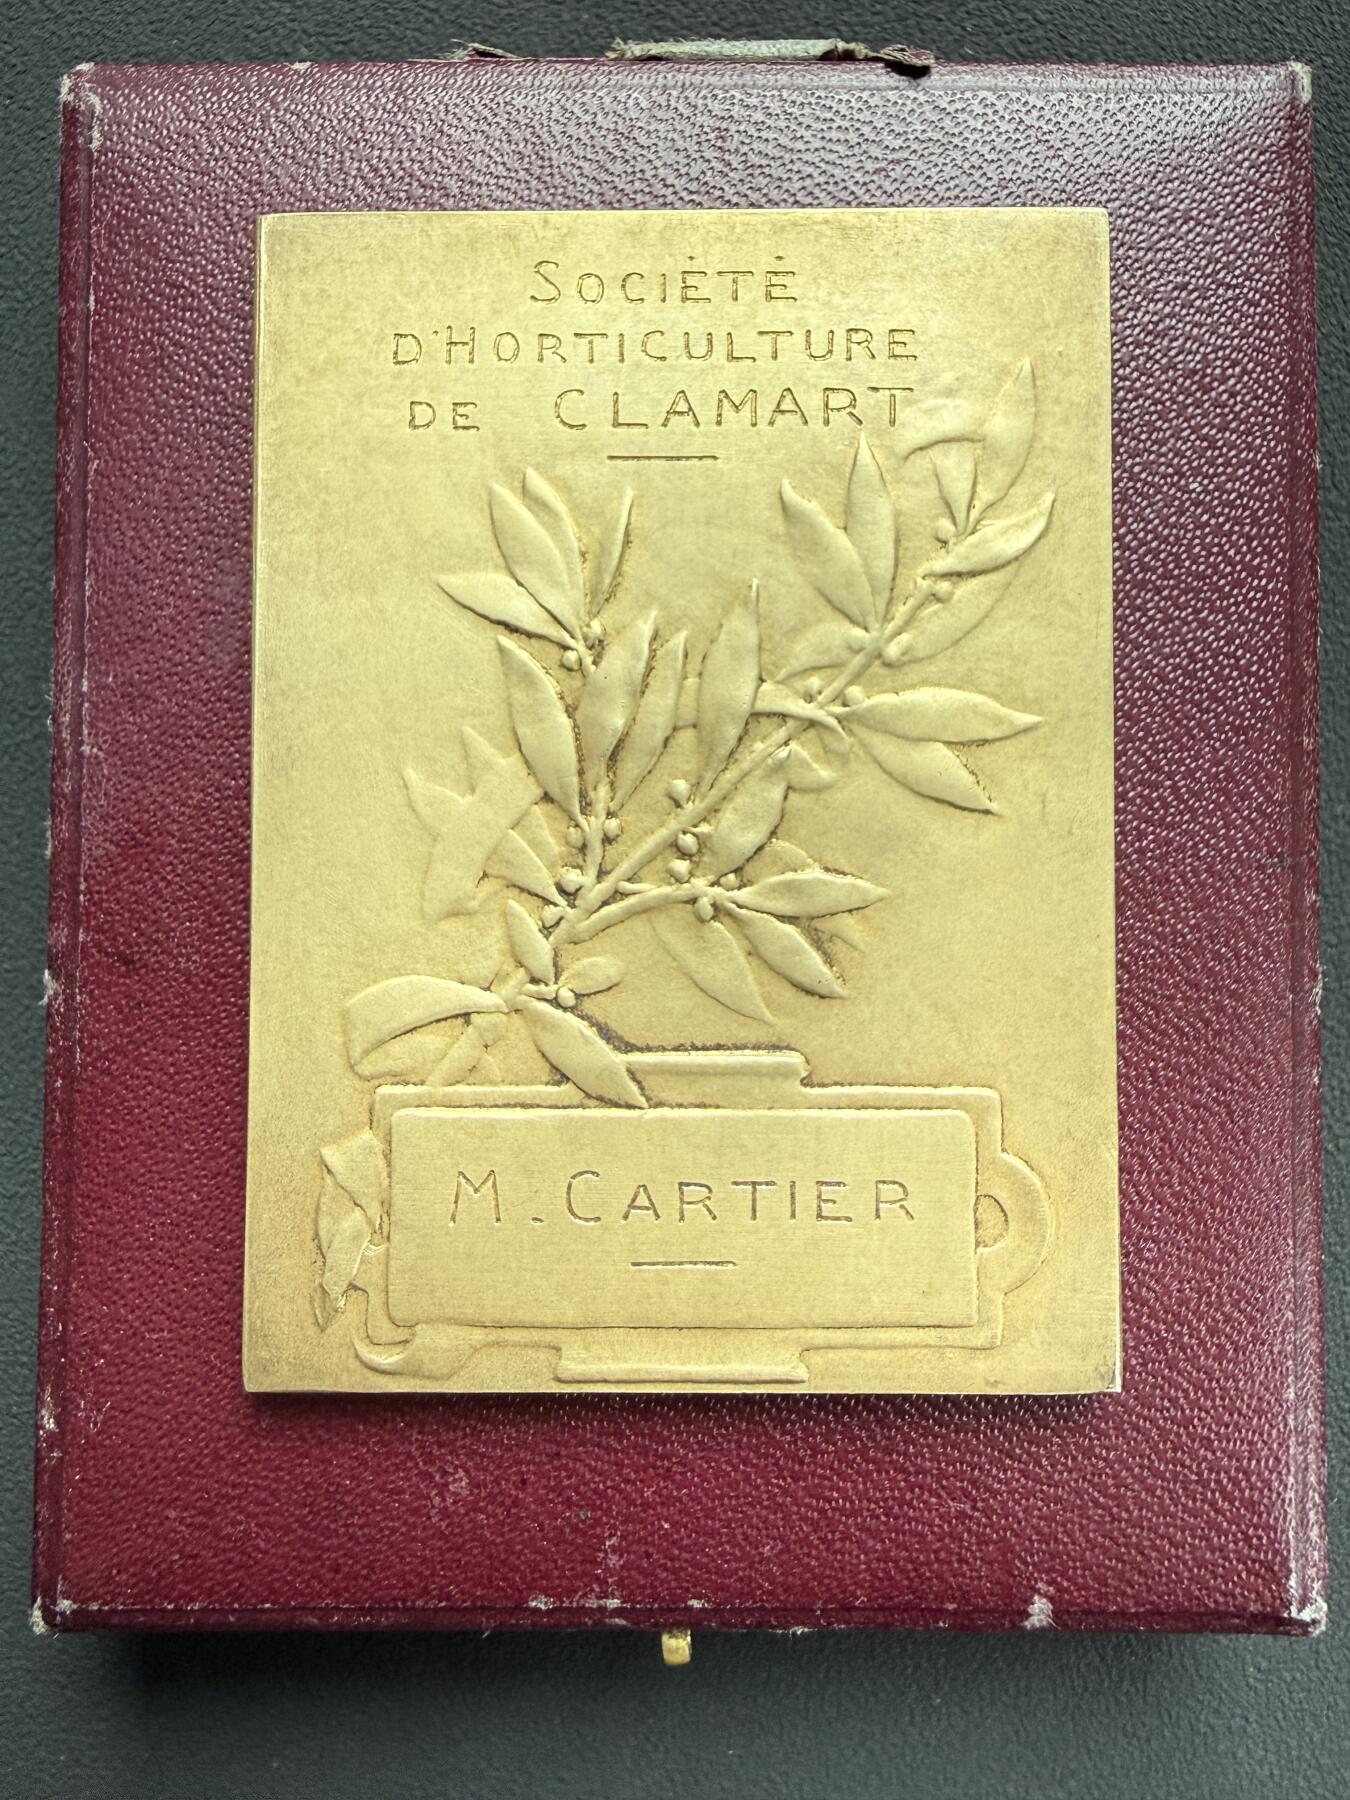 SOCIÉTÉ
D'HORTICULTURE
DE CLAMART
M. CARTIER